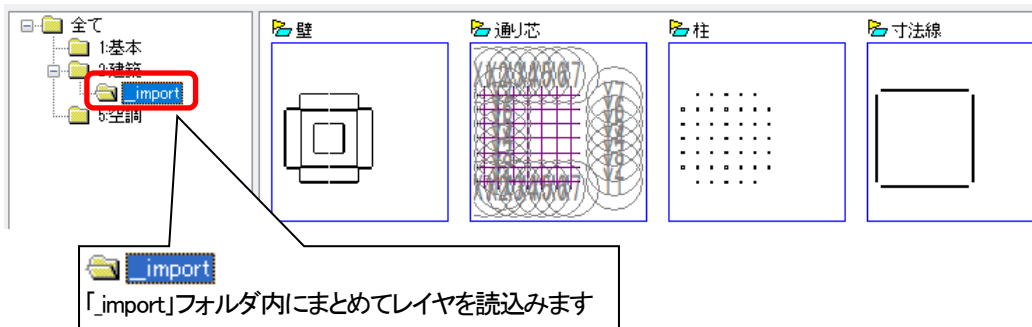 全て
1:基本
2:建築
_import
5:空調
壁
通り芯
柱
寸法線
_import
「_import」フォルダ内にまとめてレイヤを読込みます